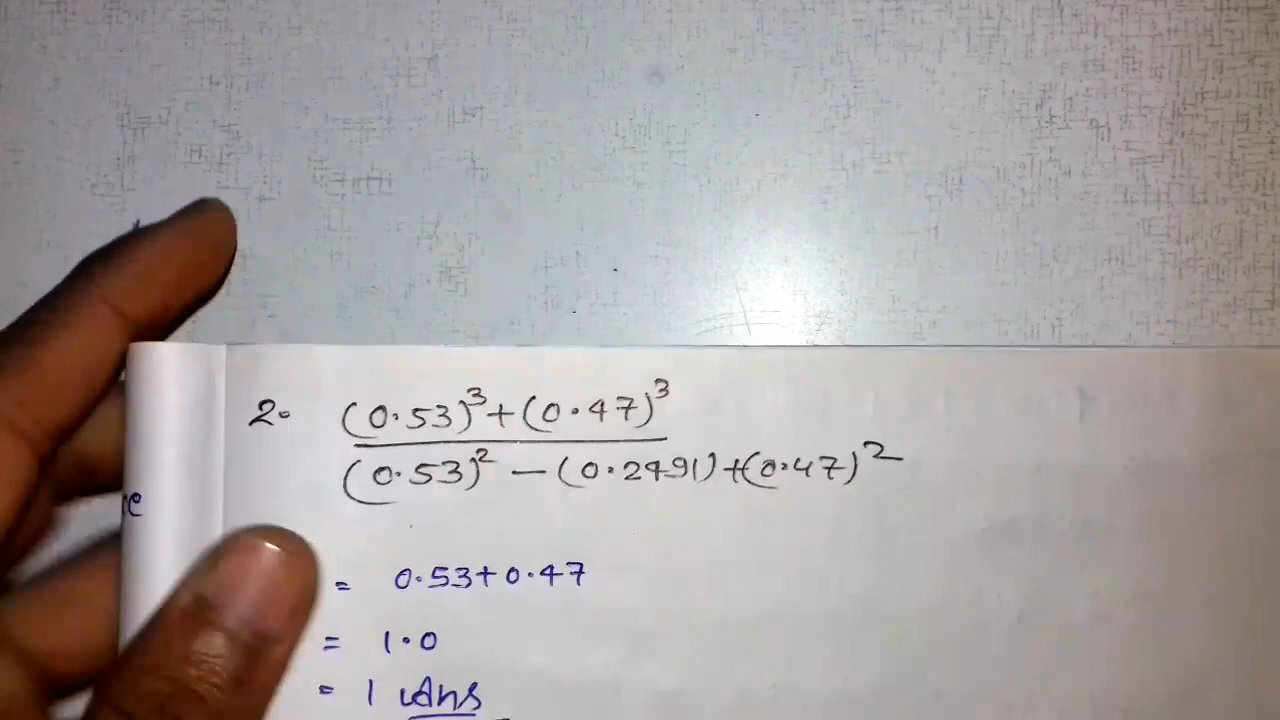 2. (0.53)³+(0.47)³
(0.53)² - (0.2491)+(0.47)²
= 0.53+0.47
= 1.0
= 1 Ans